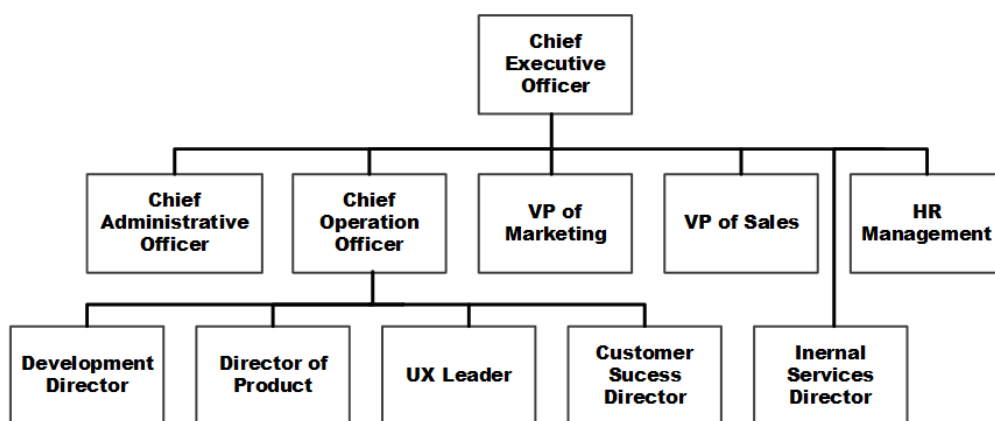 Chief
Executive
Officer
Chief
Administrative
Officer
Chief
Operation
Officer
VP of
Marketing
VP of Sales
HR
Management
Development
Director
Director of
Product
UX Leader
Customer
Sucess
Director
Inernal
Services
Director